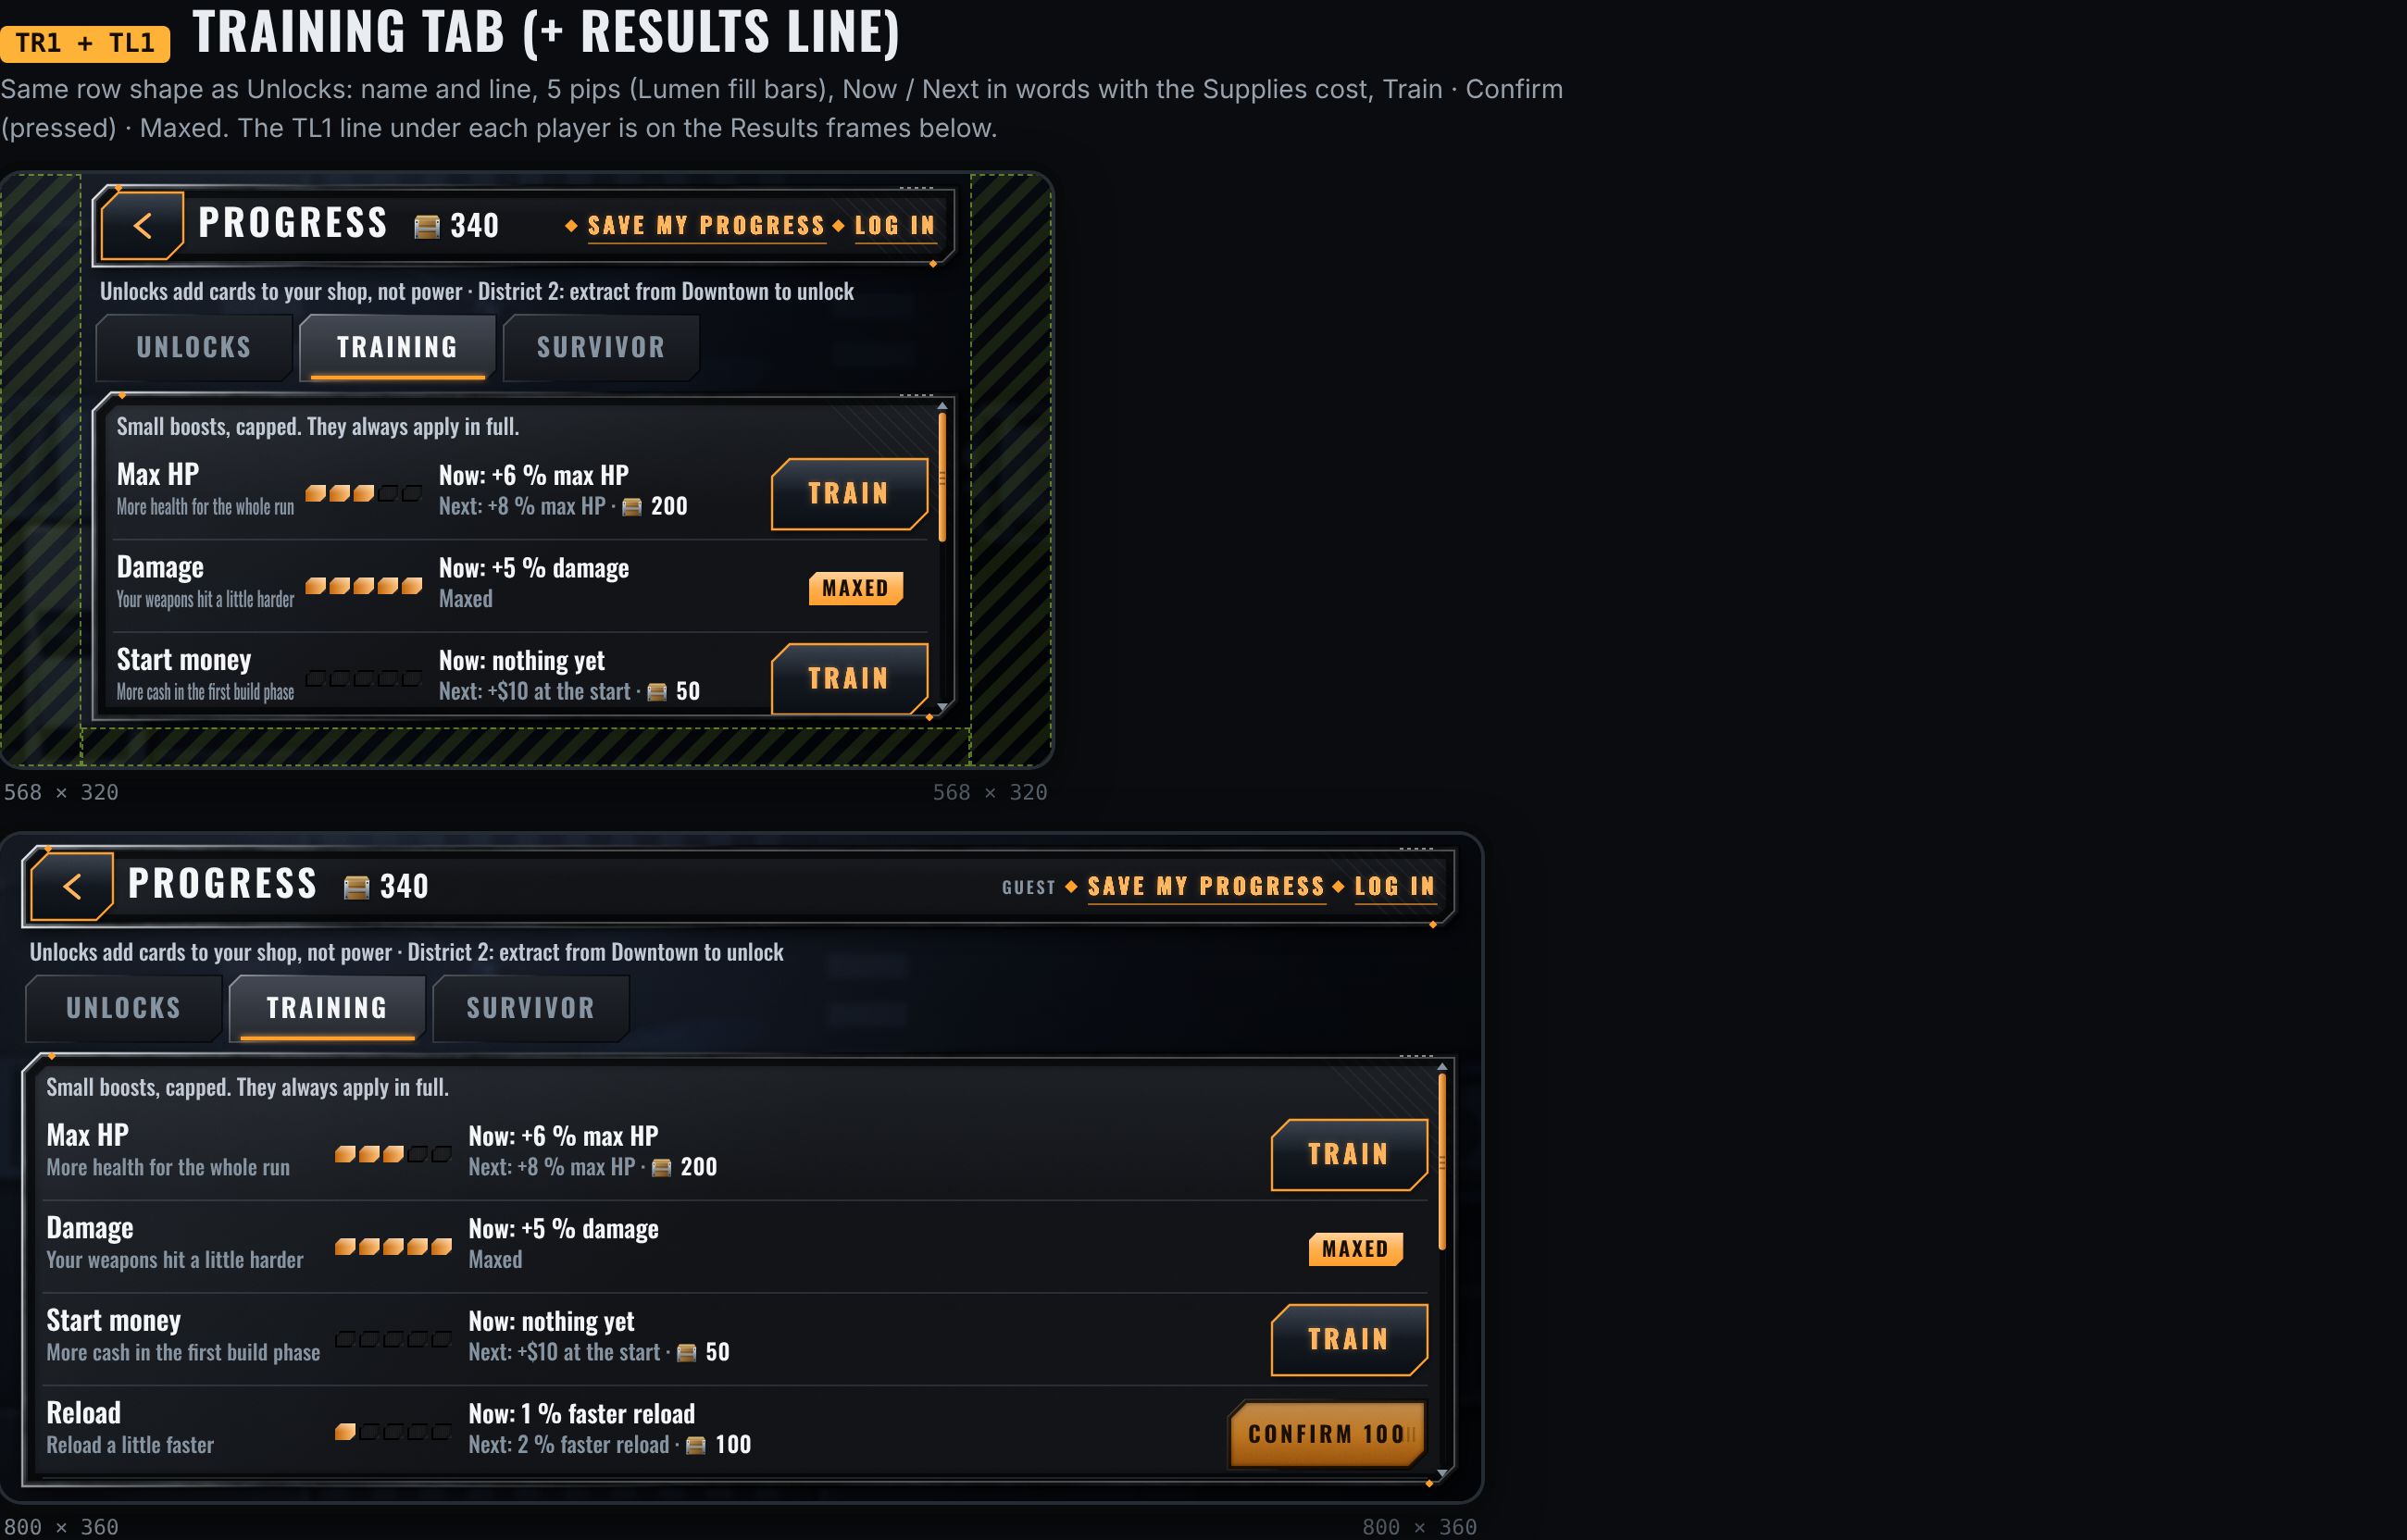 TR1 + TL1 TRAINING TAB (+ RESULTS LINE)
Same row shape as Unlocks: name and line, 5 pips (Lumen fill bars), Now / Next in words with the Supplies cost, Train · Confirm
(pressed) · Maxed. The TL1 line under each player is on the Results frames below.
PROGRESS 340 SAVE MY PROGRESS LOG IN
Unlocks add cards to your shop, not power · District 2: extract from Downtown to unlock
UNLOCKS TRAINING SURVIVOR
Small boosts, capped. They always apply in full.
Max HP
More health for the whole run
Now: +6 % max HP
Next: +8 % max HP · 200
TRAIN
Damage
Your weapons hit a little harder
Now: +5 % damage
Maxed
MAXED
Start money
More cash in the first build phase
Now: nothing yet
Next: +$10 at the start · 50
TRAIN
568 × 320 568 × 320
PROGRESS 340 GUEST SAVE MY PROGRESS LOG IN
Unlocks add cards to your shop, not power · District 2: extract from Downtown to unlock
UNLOCKS TRAINING SURVIVOR
Small boosts, capped. They always apply in full.
Max HP
More health for the whole run
Now: +6 % max HP
Next: +8 % max HP · 200
TRAIN
Damage
Your weapons hit a little harder
Now: +5 % damage
Maxed
MAXED
Start money
More cash in the first build phase
Now: nothing yet
Next: +$10 at the start · 50
TRAIN
Reload
Reload a little faster
Now: 1 % faster reload
Next: 2 % faster reload · 100
CONFIRM 100
800 × 360 800 × 360